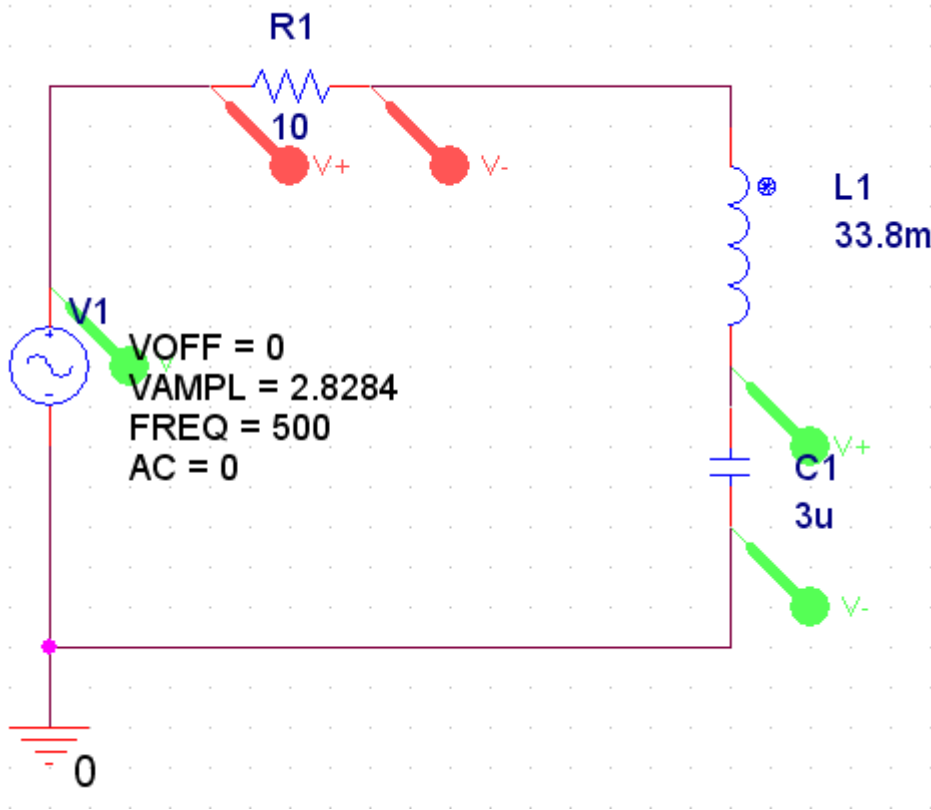 R1
10
V+
V-
L1
33.8m
V1
V
VOFF = 0
VAMPL = 2.8284
FREQ = 500
AC = 0
V+
C1
3u
V-
0